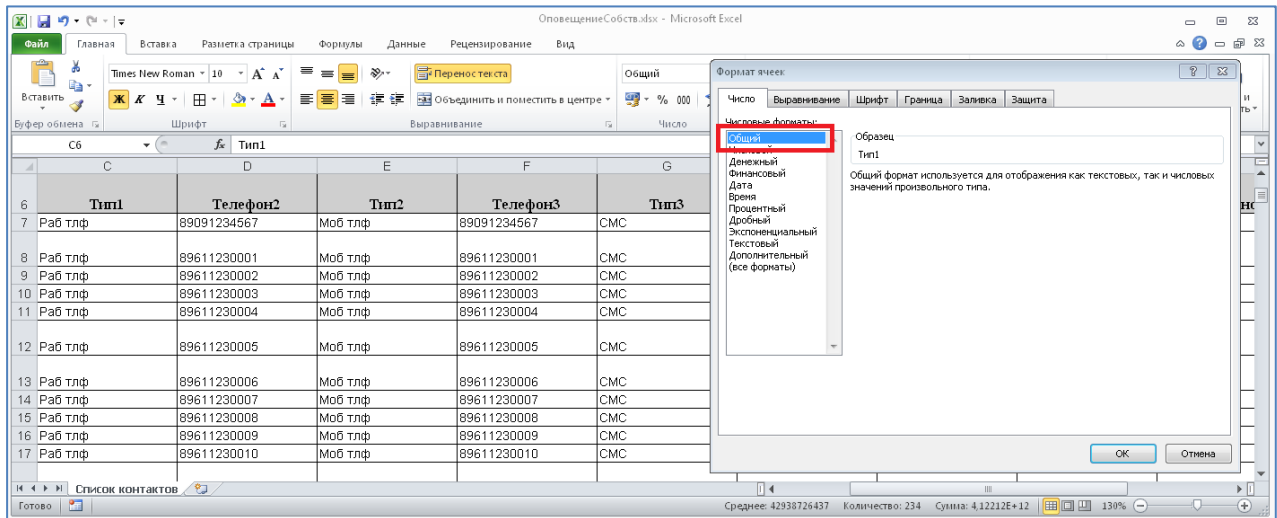 ОповещениеСобств.xlsx - Microsoft Excel
Файл Главная Вставка Разметка страницы Формулы Данные Рецензирование Вид
Вставить Times New Roman 10 Перенос текста Общий
Ж К Ч Объединить и поместить в центре % 000
Буфер обмена Шрифт Выравнивание Число
C6 fx Тип1
C D E F G
6 Тип1 Телефон2 Тип2 Телефон3 Тип3
7 Раб тлф 89091234567 Моб тлф 89091234567 СМС
8 Раб тлф 89611230001 Моб тлф 89611230001 СМС
9 Раб тлф 89611230002 Моб тлф 89611230002 СМС
10 Раб тлф 89611230003 Моб тлф 89611230003 СМС
11 Раб тлф 89611230004 Моб тлф 89611230004 СМС
12 Раб тлф 89611230005 Моб тлф 89611230005 СМС
13 Раб тлф 89611230006 Моб тлф 89611230006 СМС
14 Раб тлф 89611230007 Моб тлф 89611230007 СМС
15 Раб тлф 89611230008 Моб тлф 89611230008 СМС
16 Раб тлф 89611230009 Моб тлф 89611230009 СМС
17 Раб тлф 89611230010 Моб тлф 89611230010 СМС
Формат ячеек
Число Выравнивание Шрифт Граница Заливка Защита
Числовые форматы:
Общий
Денежный
Финансовый
Дата
Время
Процентный
Дробный
Экспоненциальный
Текстовый
Дополнительный
(все форматы)
Образец
Тип1
Общий формат используется для отображения как текстовых, так и числовых
значений произвольного типа.
ОК Отмена
Список контактов
Готово Среднее: 42938726437 Количество: 234 Сумма: 4,12212E+12 130%